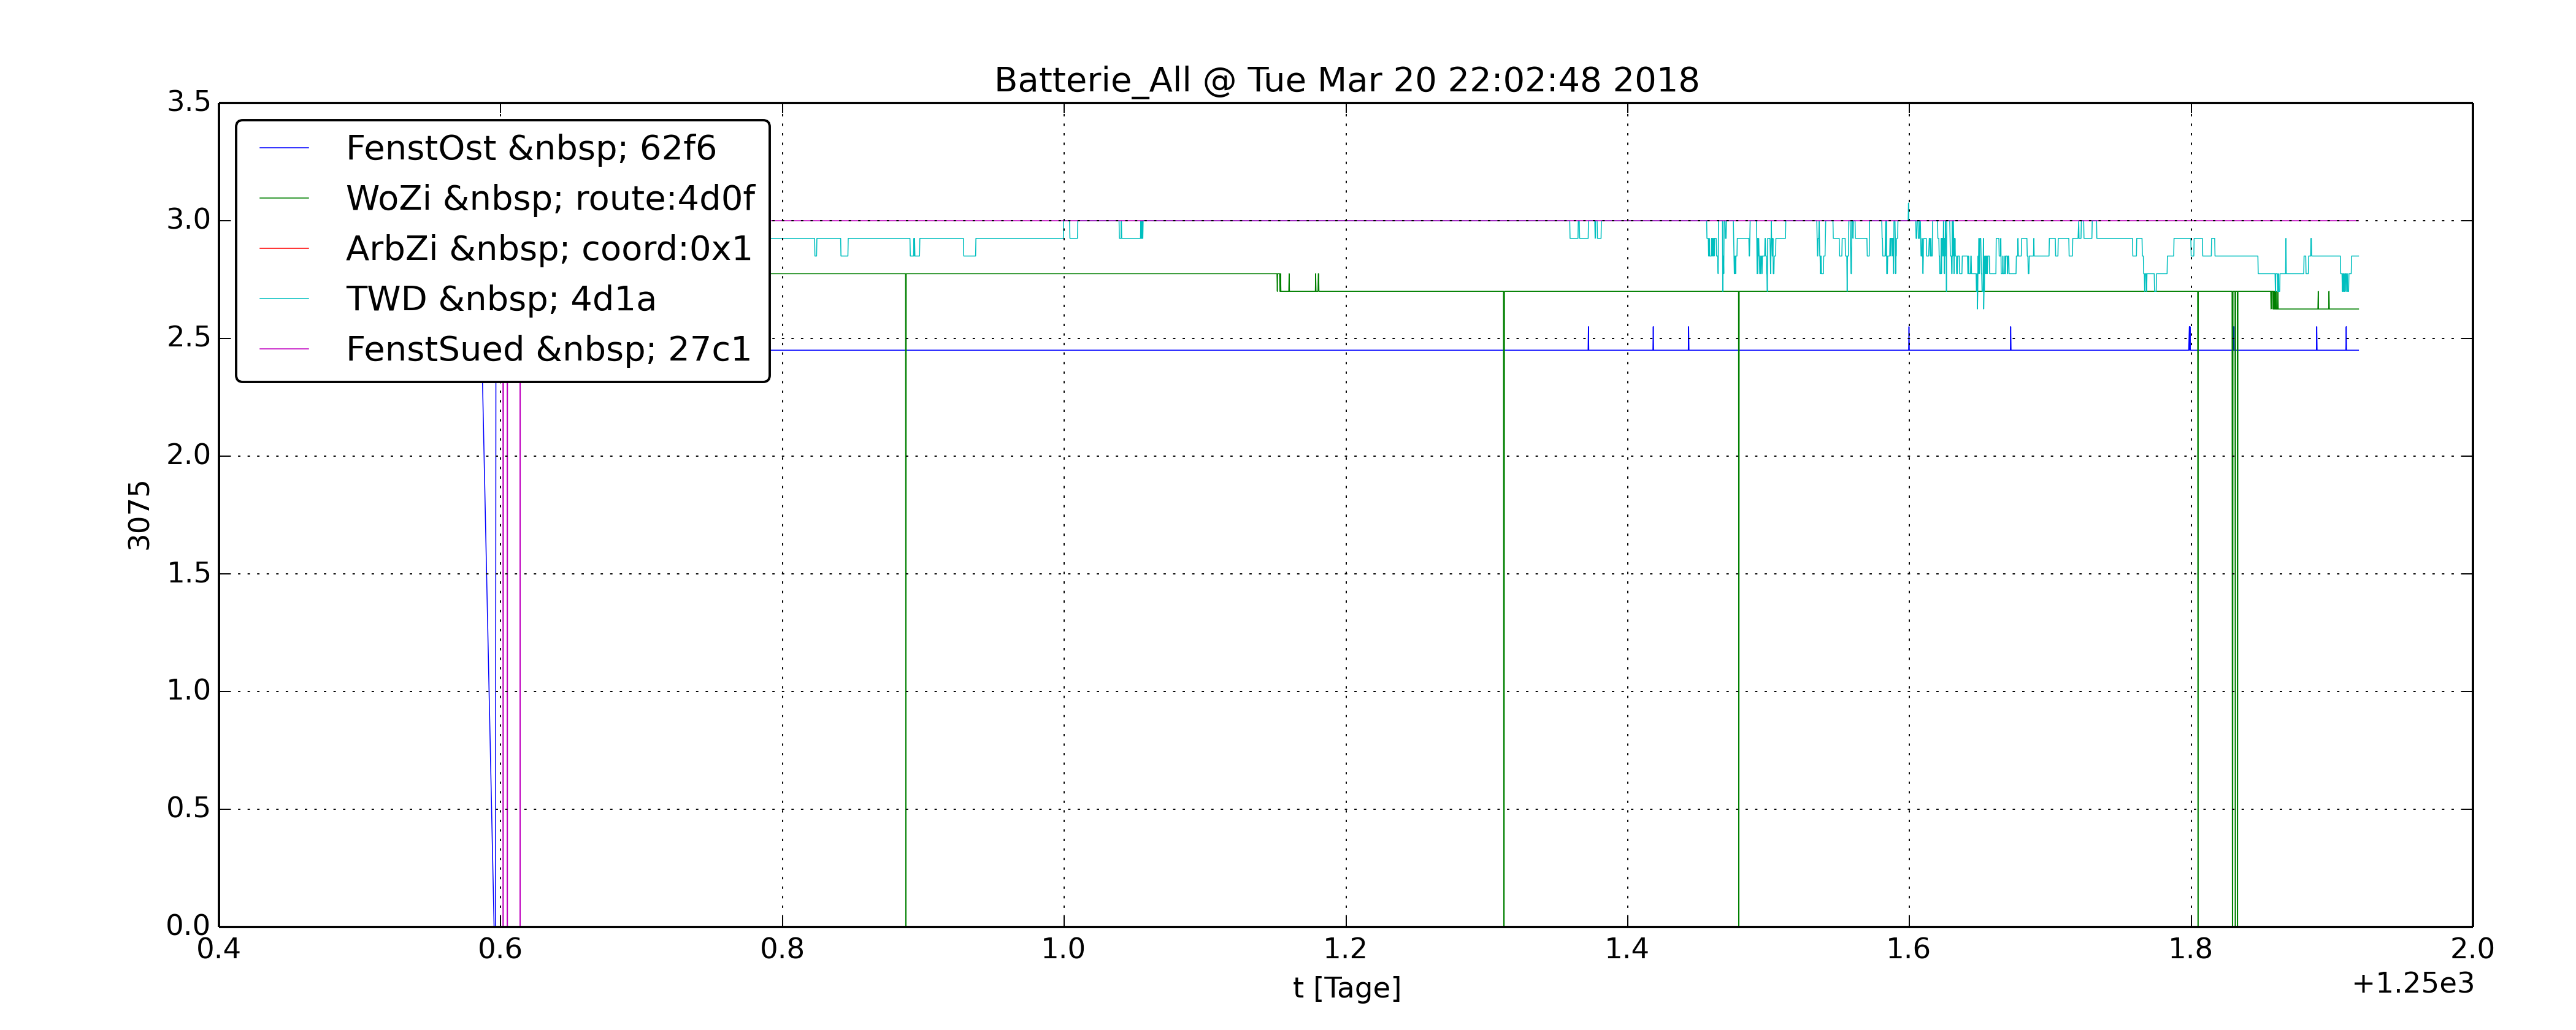 Batterie_All @ Tue Mar 20 22:02:48 2018
3.5
3.0
2.5
2.0
1.5
1.0
0.5
0.0
3075
FenstOst &nbsp; 62f6
WoZi &nbsp; route:4d0f
ArbZi &nbsp; coord:0x1
TWD &nbsp; 4d1a
FenstSued &nbsp; 27c1
0.4 0.6 0.8 1.0 1.2 1.4 1.6 1.8 2.0
t [Tage]
+1.25e3